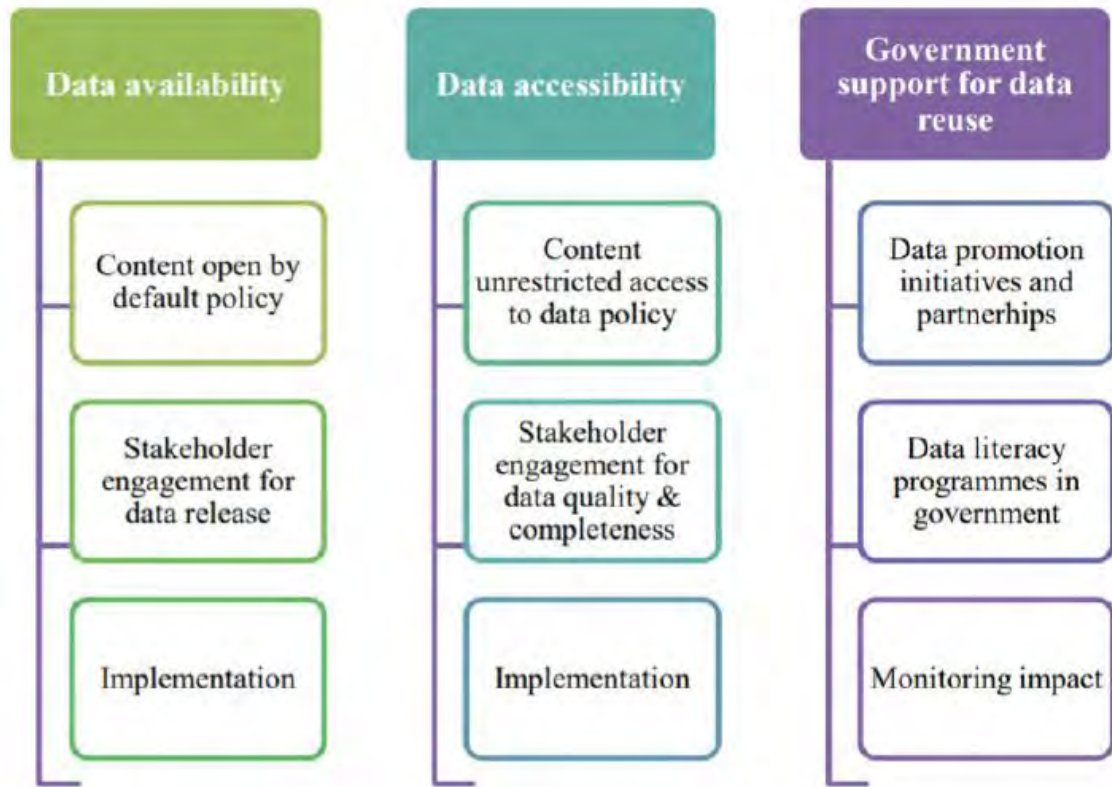 Data availability
Content open by
default policy
Stakeholder
engagement for
data release
Implementation
Data accessibility
Content
unrestricted access
to data policy
Stakeholder
engagement for
data quality &
completeness
Implementation
Government
support for data
reuse
Data promotion
initiatives and
partnerhips
Data literacy
programmes in
government
Monitoring impact